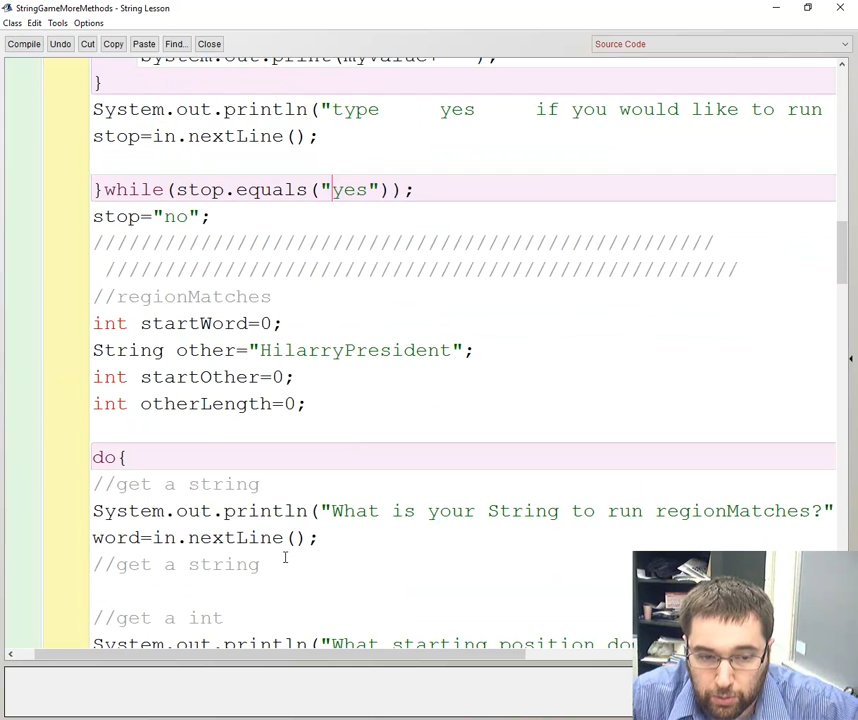 StringGameMoreMethods - String Lesson
Class Edit Tools Options
Compile Undo Cut Copy Paste Find... Close Source Code
System.out.print(myvalue+" ");
}
System.out.println("type yes if you would like to run
stop=in.nextLine();
}while(stop.equals("yes"));
stop="no";
/////////////////////////////////////////////////////
//////////////////////////////////////////////////////
//regionMatches
int startWord=0;
String other="HilarryPresident";
int startOther=0;
int otherLength=0;
do{
//get a string
System.out.println("What is your String to run regionMatches?"
word=in.nextLine();
//get a string
//get a int
System.out.println("What starting position do